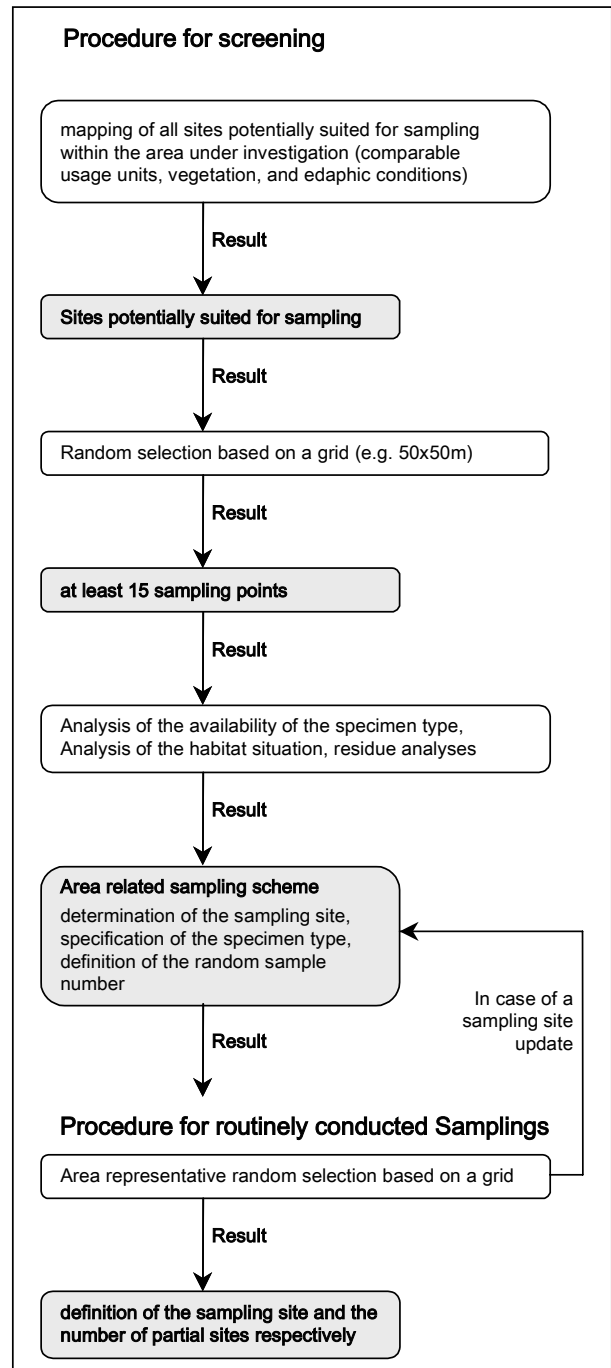 Procedure for screening
mapping of all sites potentially suited for sampling
within the area under investigation (comparable
usage units, vegetation, and edaphic conditions)
Result
Sites potentially suited for sampling
Result
Random selection based on a grid (e.g. 50x50m)
Result
at least 15 sampling points
Result
Analysis of the availability of the specimen type,
Analysis of the habitat situation, residue analyses
Result
Area related sampling scheme
determination of the sampling site,
specification of the specimen type,
definition of the random sample
number
In case of a
sampling site
update
Result
Procedure for routinely conducted Samplings
Area representative random selection based on a grid
Result
definition of the sampling site and the
number of partial sites respectively